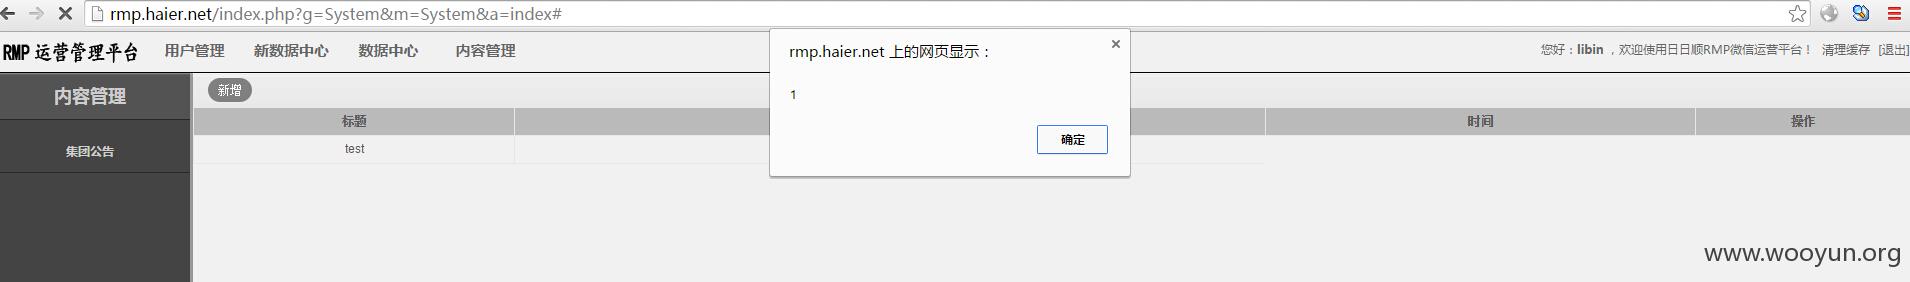 rmp.haier.net/index.php?g=System&m=System&a=index#
RMP 运营管理平台 用户管理 新数据中心 数据中心 内容管理
您好：libin ，欢迎使用日日顺RMP微信运营平台！ 清理缓存 [退出]
rmp.haier.net 上的网页显示：
1
确定
内容管理
集团公告
新增
标题 时间 操作
test
www.wooyun.org